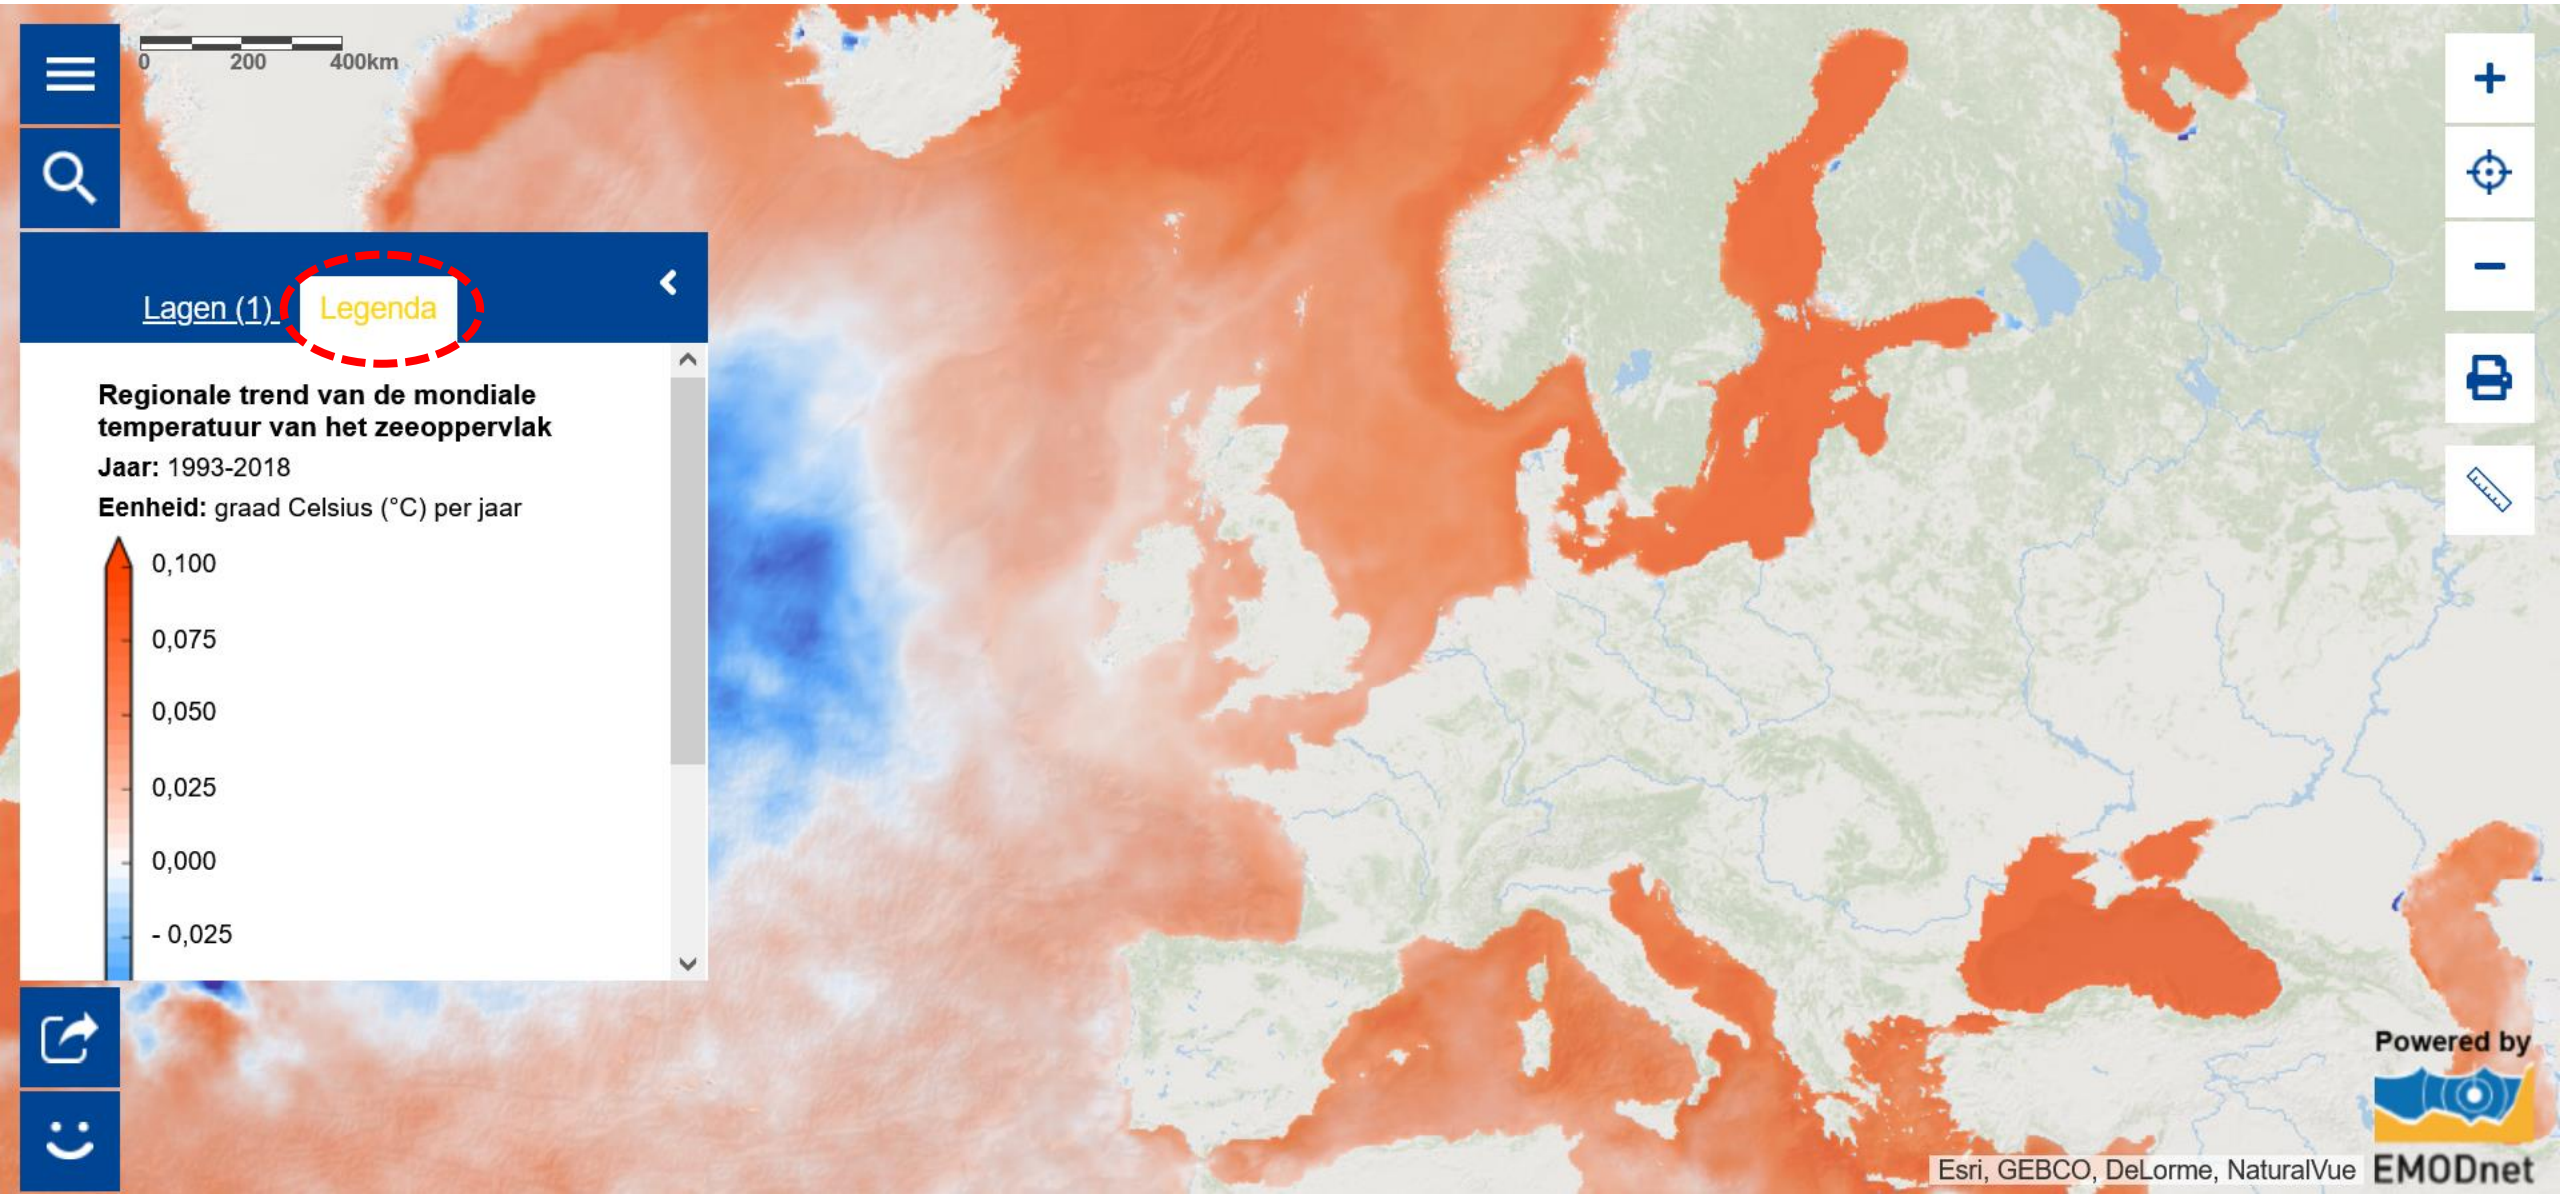 0 200 400km
Lagen (1) Legenda
Regionale trend van de mondiale
temperatuur van het zeeoppervlak
Jaar: 1993-2018
Eenheid: graad Celsius (°C) per jaar
0,100
0,075
0,050
0,025
0,000
- 0,025
Powered by
EMODnet
Esri, GEBCO, DeLorme, NaturalVue